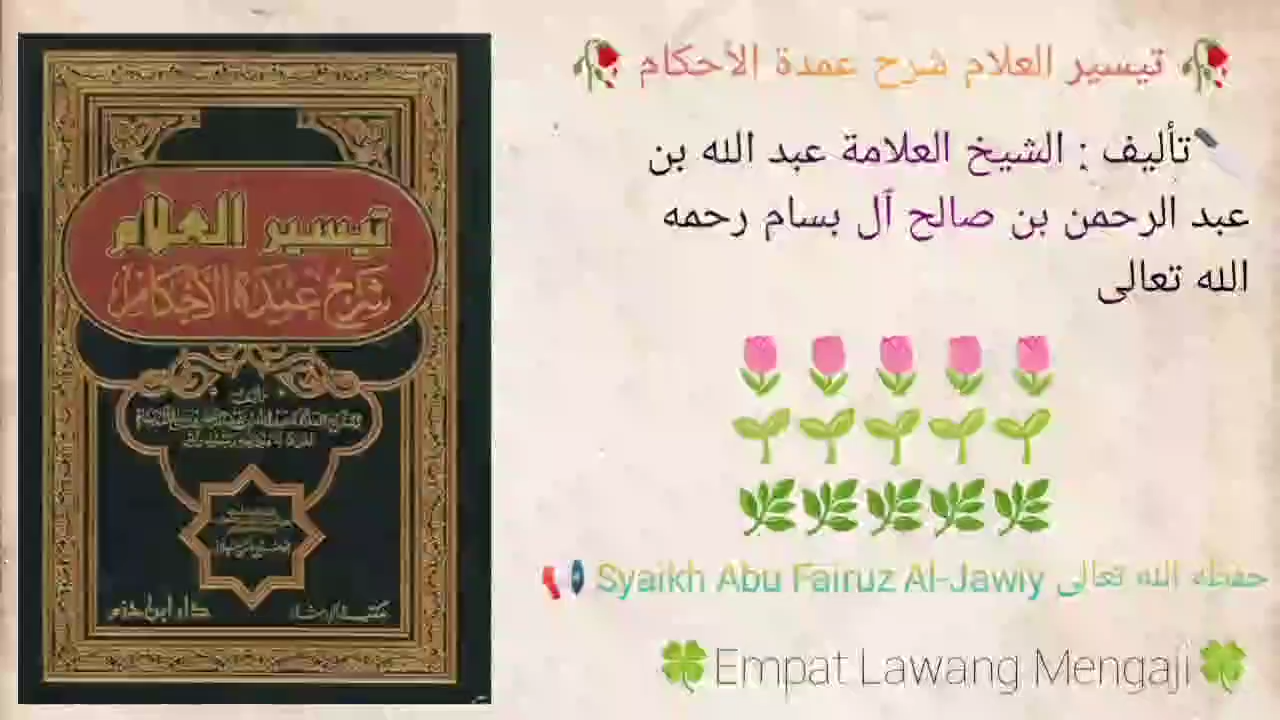 تيسير العلام
شرح عمدة الأحكام
دار ابن حزم
مكتبة الإرشاد
🥀 تيسير العلام شرح عمدة الأحكام 🥀
🔪تأليف : الشيخ العلامة عبد الله بن
عبد الرحمن بن صالح آل بسام رحمه
الله تعالى
🌷🌷🌷🌷🌷
🌱🌱🌱🌱🌱
🌿🌿🌿🌿🌿
📢 Syaikh Abu Fairuz Al-Jawiy حفظه الله تعالى
🍀Empat Lawang Mengaji🍀